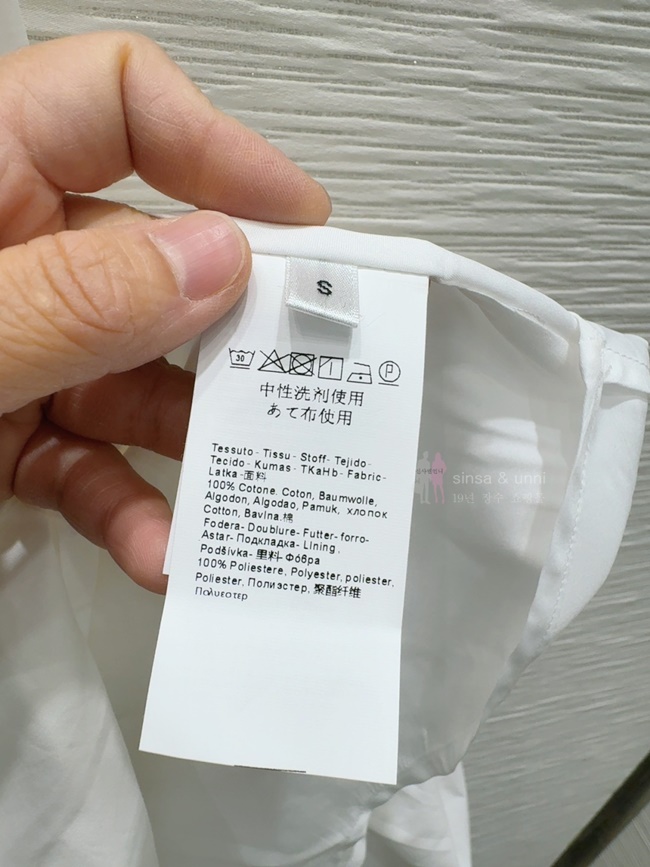 S
30
P
中性洗剤使用
あて布使用
Tessuto- Tissu- Stoff- Tejido-
Tecido- Kumas- TKaHb- Fabric-
Latka-面料
100% Cotone, Coton, Baumwolle,
Algodon, Algodao, Pamuk, хлопок
Cotton, Bavlna,棉
Fodera- Doublure- Futter- forro-
Astar- Подкладка- Lining,
Podšívka- 里料- Φόδρα
100% Poliestere, Polyester, poliester,
Poliester, Полиэстер, 聚酯纤维
Πολυεστερ
sinsa & unni